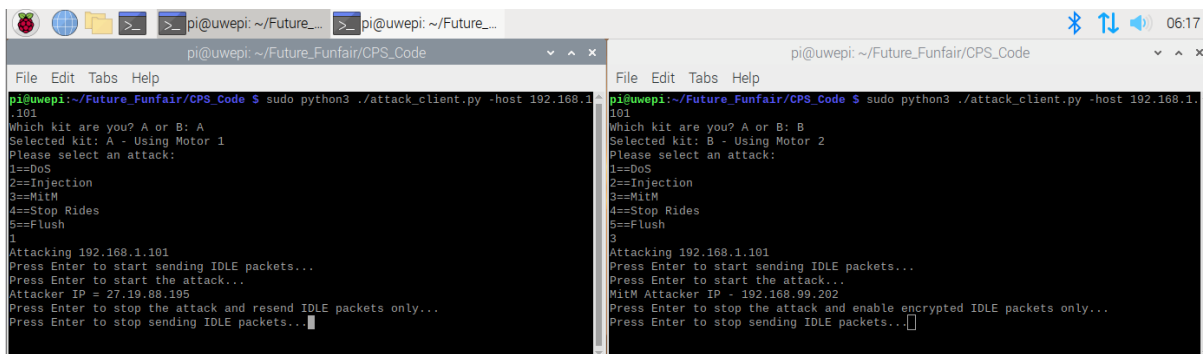 pi@uwepi: ~/Future_... pi@uwepi: ~/Future_... 06:17
pi@uwepi: ~/Future_Funfair/CPS_Code
File Edit Tabs Help
pi@uwepi:~/Future_Funfair/CPS_Code $ sudo python3 ./attack_client.py -host 192.168.1
.101
Which kit are you? A or B: A
Selected kit: A - Using Motor 1
Please select an attack:
1==DoS
2==Injection
3==MitM
4==Stop Rides
5==Flush
1
Attacking 192.168.1.101
Press Enter to start sending IDLE packets...
Press Enter to start the attack...
Attacker IP = 27.19.88.195
Press Enter to stop the attack and resend IDLE packets only...
Press Enter to stop sending IDLE packets...
pi@uwepi: ~/Future_Funfair/CPS_Code
File Edit Tabs Help
pi@uwepi:~/Future_Funfair/CPS_Code $ sudo python3 ./attack_client.py -host 192.168.1.
101
Which kit are you? A or B: B
Selected kit: B - Using Motor 2
Please select an attack:
1==DoS
2==Injection
3==MitM
4==Stop Rides
5==Flush
3
Attacking 192.168.1.101
Press Enter to start sending IDLE packets...
Press Enter to start the attack...
MitM Attacker IP - 192.168.99.202
Press Enter to stop the attack and enable encrypted IDLE packets only...
Press Enter to stop sending IDLE packets...